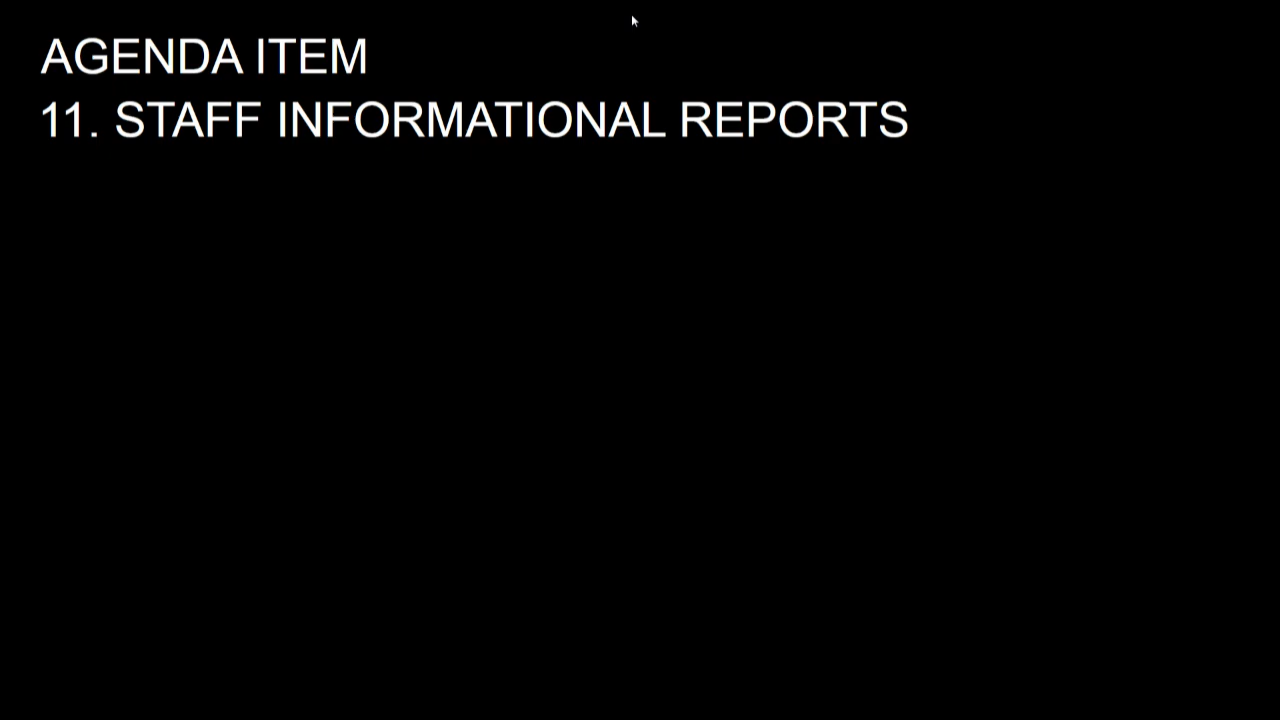 AGENDA ITEM
11. STAFF INFORMATIONAL REPORTS